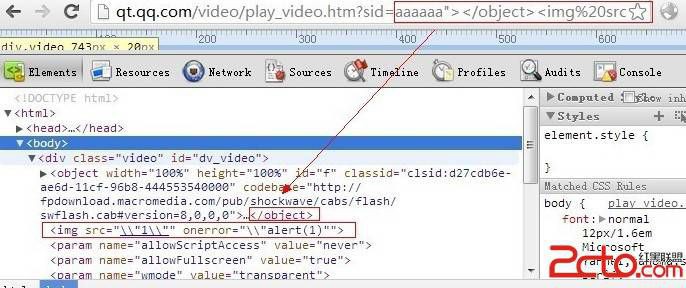 qt.qq.com/video/play_video.htm?sid=aaaaaa"></object><img%20src
div.video 743px × 20px
200 300 400 500 600
Elements Resources Network Sources Timeline Profiles Audits Console
<!DOCTYPE html>
<html>
<head>…</head>
<body>
<div class="video" id="dv_video">
<object width="100%" height="100%" id="f" classid="clsid:d27cdb6e-
ae6d-11cf-96b8-444553540000" codebase="http://
fpdownload.macromedia.com/pub/shockwave/cabs/flash/
swflash.cab#version=8,0,0,0">…</object>
<img src="\\"1\\"" onerror="\"alert(1)"">
<param name="allowScriptAccess" value="never">
<param name="allowFullscreen" value="true">
<param name="wmode" value="transparent">
html body
Computed Show inh
Styles
element.style {
}
Matched CSS Rules
body {
font: normal
12px/1.6em
Microsoft
红黑联盟
2cto.com